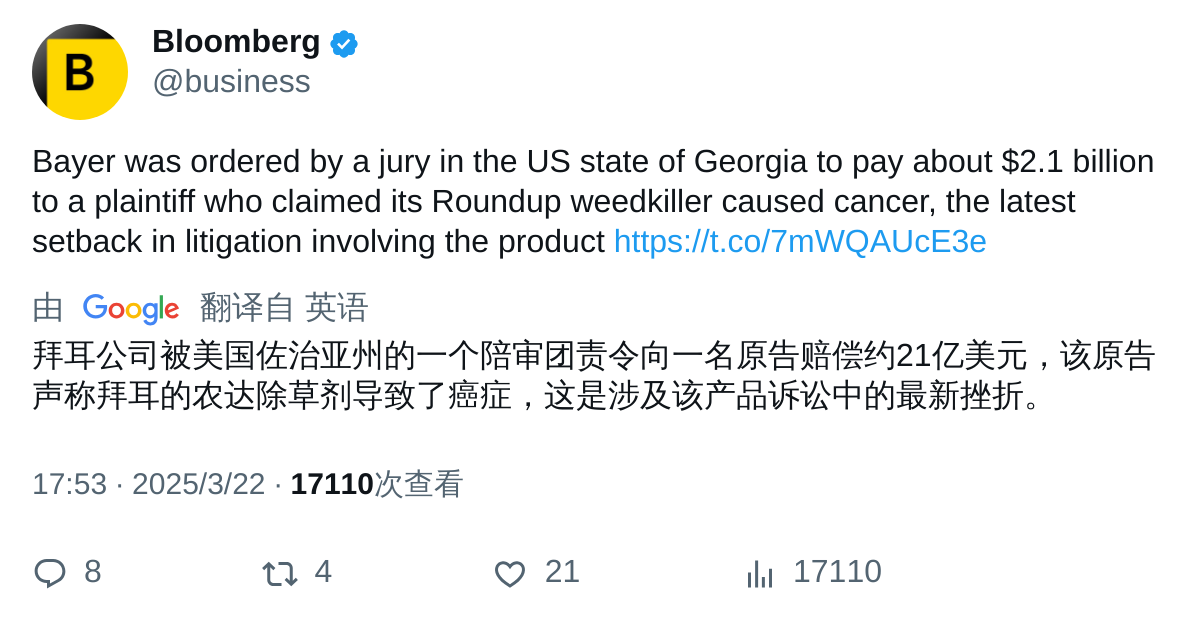 B
Bloomberg
@business
Bayer was ordered by a jury in the US state of Georgia to pay about $2.1 billion
to a plaintiff who claimed its Roundup weedkiller caused cancer, the latest
setback in litigation involving the product https://t.co/7mWQAUcE3e
由 Google 翻译自 英语
拜耳公司被美国佐治亚州的一个陪审团责令向一名原告赔偿约21亿美元，该原告
声称拜耳的农达除草剂导致了癌症，这是涉及该产品诉讼中的最新挫折。
17:53 · 2025/3/22 · 17110次查看
8 4 21 17110